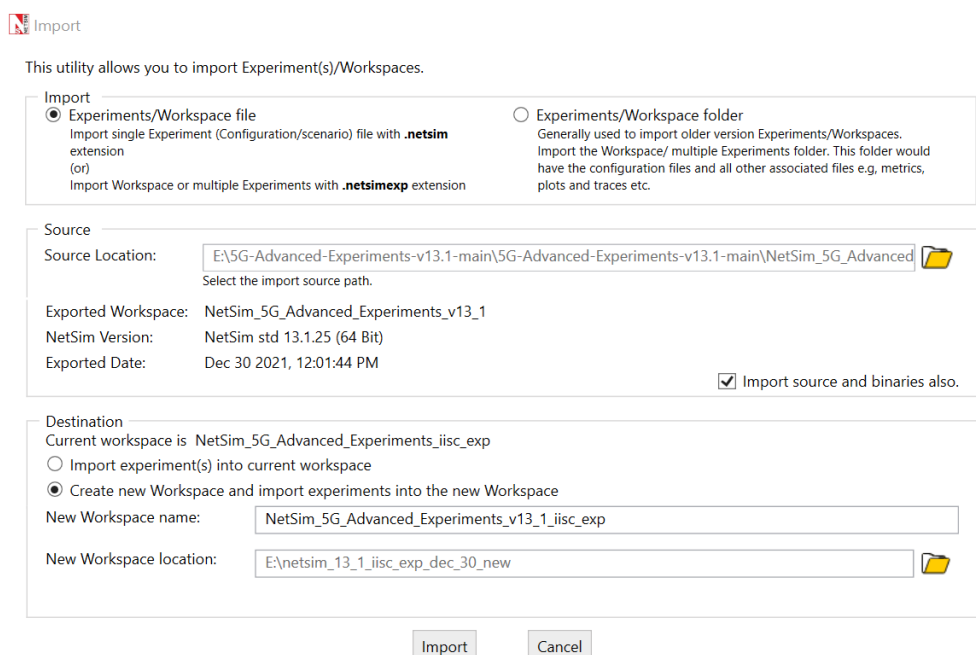 NETSIM
Import
This utility allows you to import Experiment(s)/Workspaces.
Import
Experiments/Workspace file
Import single Experiment (Configuration/scenario) file with .netsim
extension
(or)
Import Workspace or multiple Experiments with .netsimexp extension
Experiments/Workspace folder
Generally used to import older version Experiments/Workspaces.
Import the Workspace/ multiple Experiments folder. This folder would
have the configuration files and all other associated files e.g, metrics,
plots and traces etc.
Source
Source Location: E:\5G-Advanced-Experiments-v13.1-main\5G-Advanced-Experiments-v13.1-main\NetSim_5G_Advanced
Select the import source path.
Exported Workspace: NetSim_5G_Advanced_Experiments_v13_1
NetSim Version: NetSim std 13.1.25 (64 Bit)
Exported Date: Dec 30 2021, 12:01:44 PM
Import source and binaries also.
Destination
Current workspace is NetSim_5G_Advanced_Experiments_iisc_exp
Import experiment(s) into current workspace
Create new Workspace and import experiments into the new Workspace
New Workspace name: NetSim_5G_Advanced_Experiments_v13_1_iisc_exp
New Workspace location: E:\netsim_13_1_iisc_exp_dec_30_new
Import Cancel